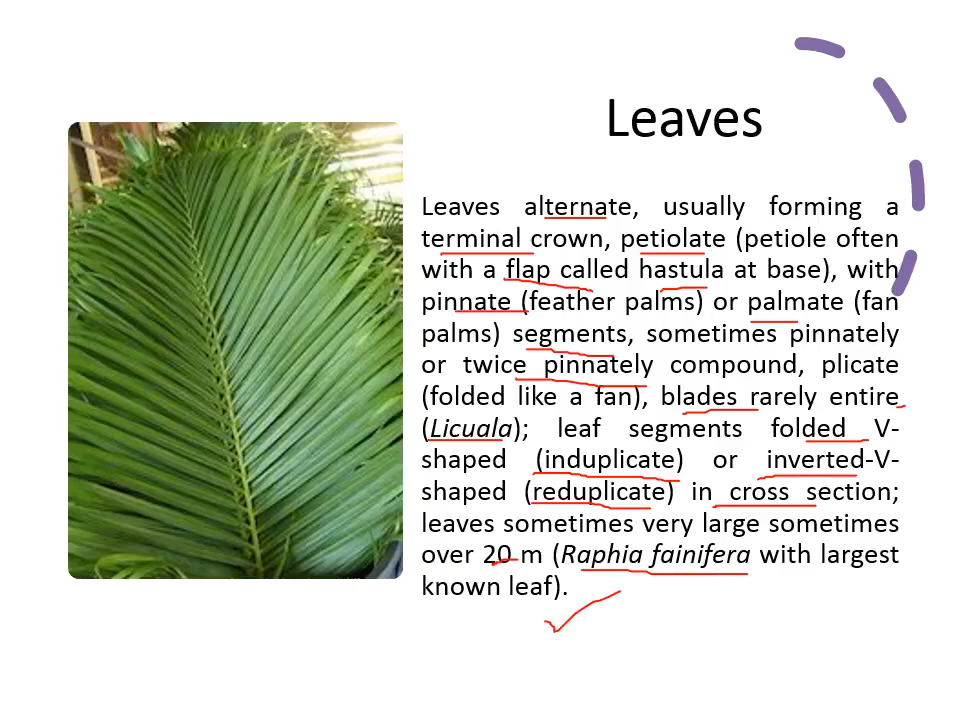 Leaves
Leaves alternate, usually forming a
terminal crown, petiolate (petiole often
with a flap called hastula at base), with
pinnate (feather palms) or palmate (fan
palms) segments, sometimes pinnately
or twice pinnately compound, plicate
(folded like a fan), blades rarely entire
(Licuala); leaf segments folded V-
shaped (induplicate) or inverted-V-
shaped (reduplicate) in cross section;
leaves sometimes very large sometimes
over 20 m (Raphia fainifera with largest
known leaf).